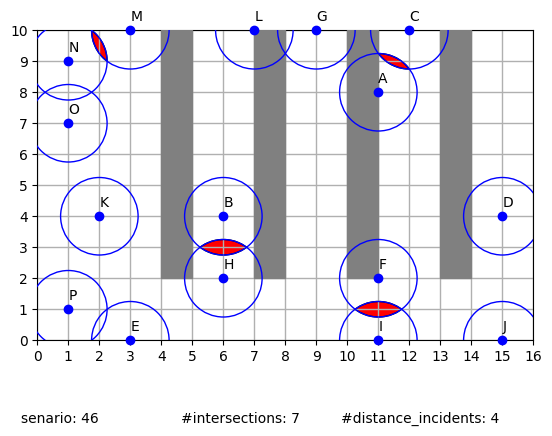 M L G C
10
N
9
A
8
O
7
6
5
K B D
4
3
H F
2
P
1
E I J
0
0 1 2 3 4 5 6 7 8 9 10 11 12 13 14 15 16
senario: 46 #intersections: 7 #distance_incidents: 4